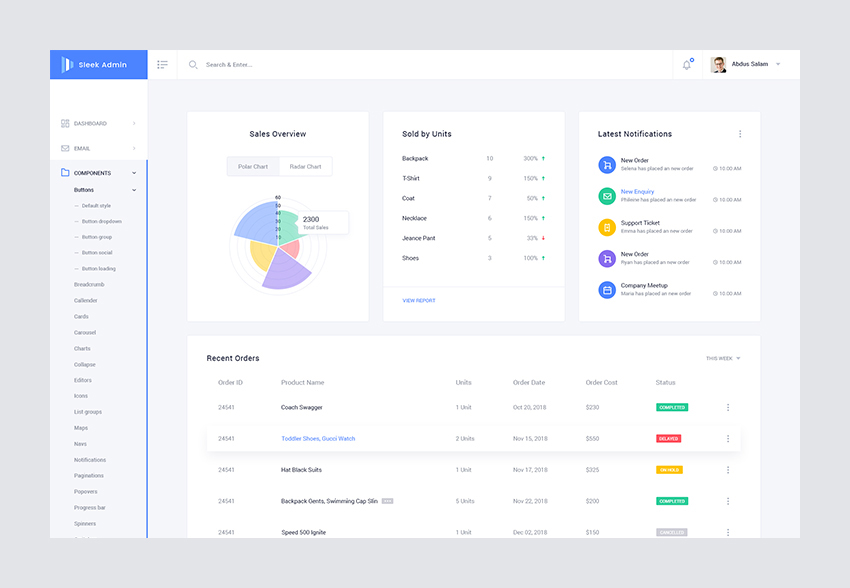 Sleek Admin
Search & Enter...
Abdus Salam
DASHBOARD
EMAIL
COMPONENTS
Buttons
Default-style
Button-dropdown
Button-group
Button-social
Button-loading
Breadcrumb
Callender
Cards
Carousel
Charts
Collapse
Editors
Icons
List groups
Maps
Navs
Notifications
Paginations
Popovers
Progress bar
Spinners
Sales Overview
Polar Chart
Radar Chart
60
50
40
30
20
10
2300
Total Sales
Sold by Units
Backpack 10 300%
T-Shirt 9 150%
Coat 7 50%
Necklace 6 150%
Jeance Pant 5 33%
Shoes 3 100%
VIEW REPORT
Latest Notifications
New Order
Selena has placed an new order 10:00 AM
New Enquiry
Phileine has placed an new order 10:00 AM
Support Ticket
Emma has placed an new order 10:00 AM
New Order
Ryan has placed an new order 10:00 AM
Company Meetup
Maria has placed an new order 10:00 AM
Recent Orders
THIS WEEK
Order ID Product Name Units Order Date Order Cost Status
24541 Coach Swagger 1 Unit Oct 20, 2018 $230 COMPLETED
24541 Toddler Shoes, Gucci Watch 2 Units Nov 15, 2018 $550 DELAYED
24541 Hat Black Suits 1 Unit Nov 17, 2018 $325 ON HOLD
24541 Backpack Gents, Swimming Cap Slin 5 Units Nov 22, 2018 $200 COMPLETED
24541 Speed 500 Ignite 1 Unit Dec 02, 2018 $150 CANCELLED